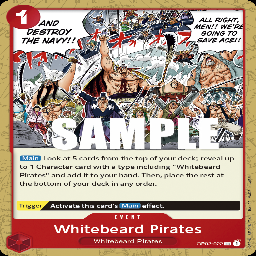 1
AND DESTROY THE NAVY!!
ALL RIGHT, MEN!! WE'RE GOING TO SAVE ACE!!
SAMPLE
Main Look at 5 cards from the top of your deck; reveal up
to 1 Character card with a type including "Whitebeard
Pirates" and add it to your hand. Then, place the rest at
the bottom of your deck in any order.
Trigger Activate this card's Main effect.
EVENT
Whitebeard Pirates
Whitebeard Pirates